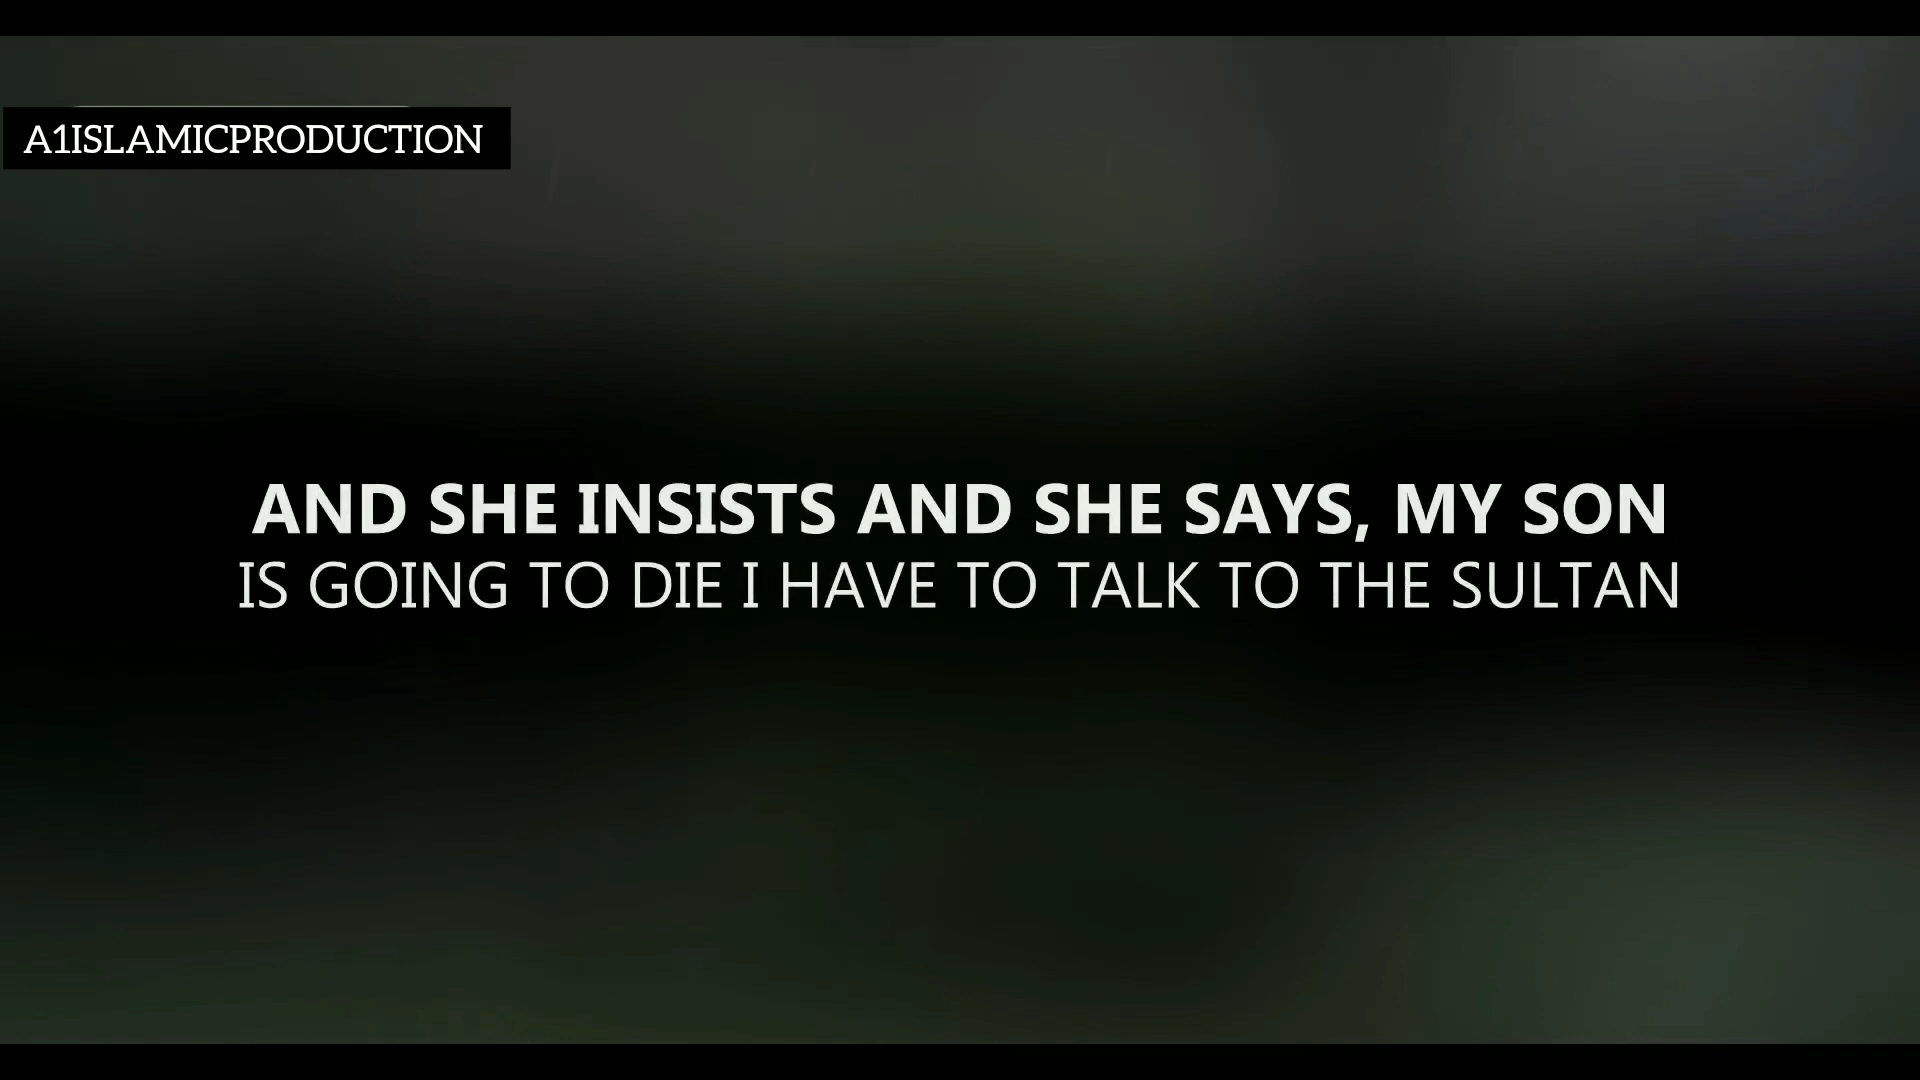 A1ISLAMICPRODUCTION
AND SHE INSISTS AND SHE SAYS, MY SON
IS GOING TO DIE I HAVE TO TALK TO THE SULTAN